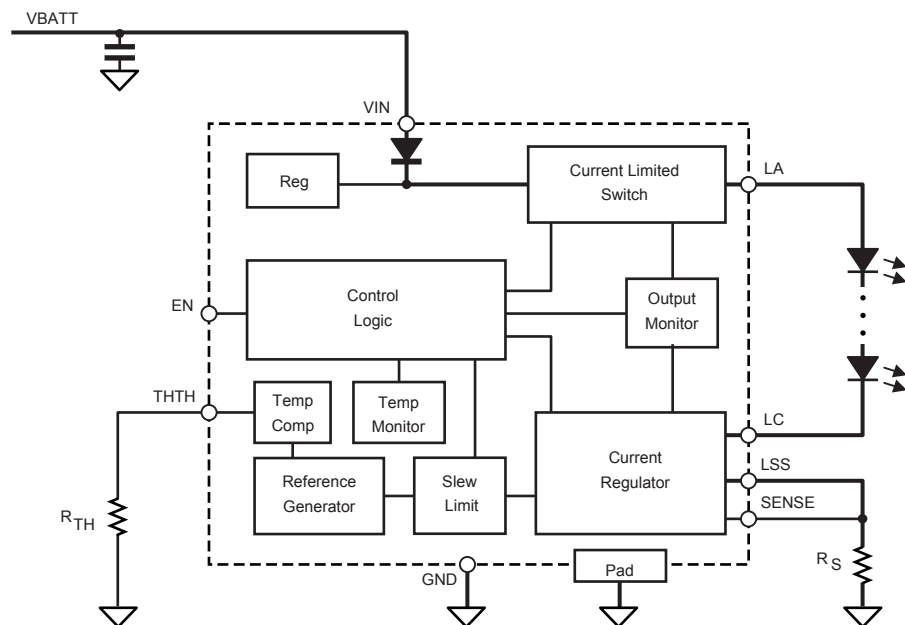 VBATT
VIN
Reg
Current Limited
Switch
LA
Control
Logic
Output
Monitor
EN
THTH
Temp
Comp
Temp
Monitor
LC
Current
Regulator
LSS
Reference
Generator
Slew
Limit
SENSE
RTH
RS
GND
Pad